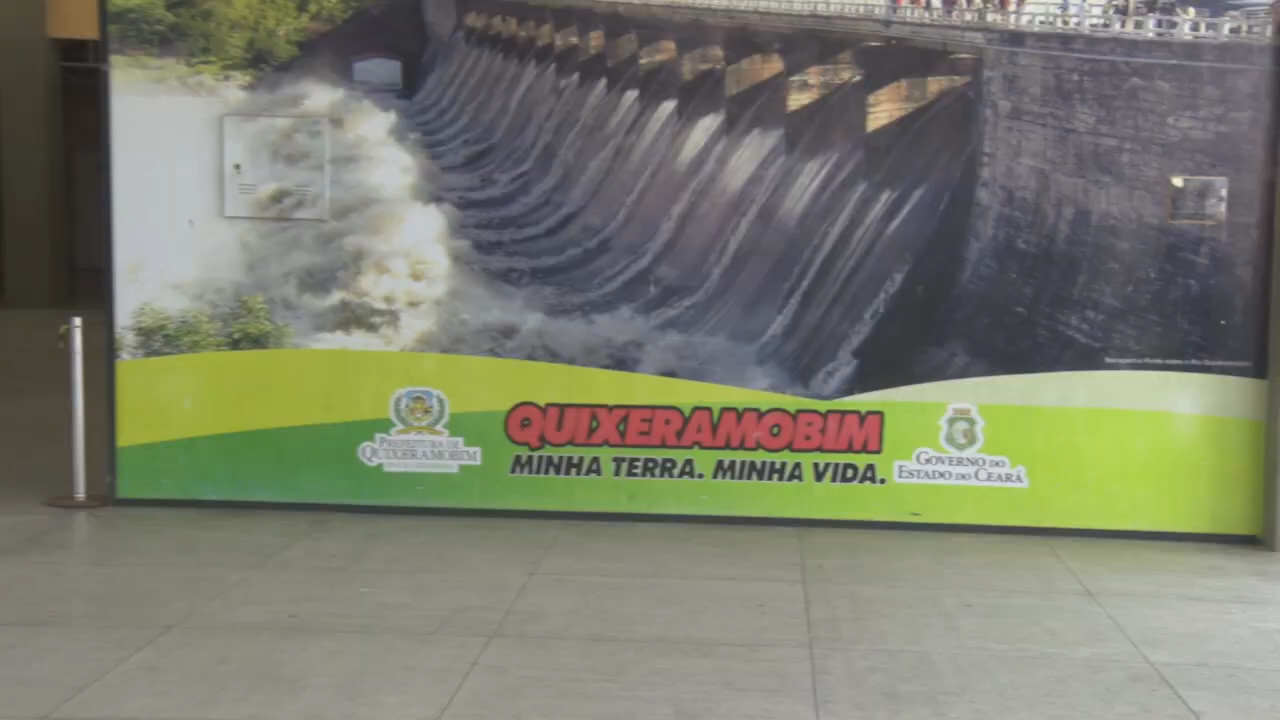 QUIXERAMOBIM
MINHA TERRA. MINHA VIDA.
PREFEITURA DE
QUIXERAMOBIM
GOVERNO DO
ESTADO DO CEARÁ